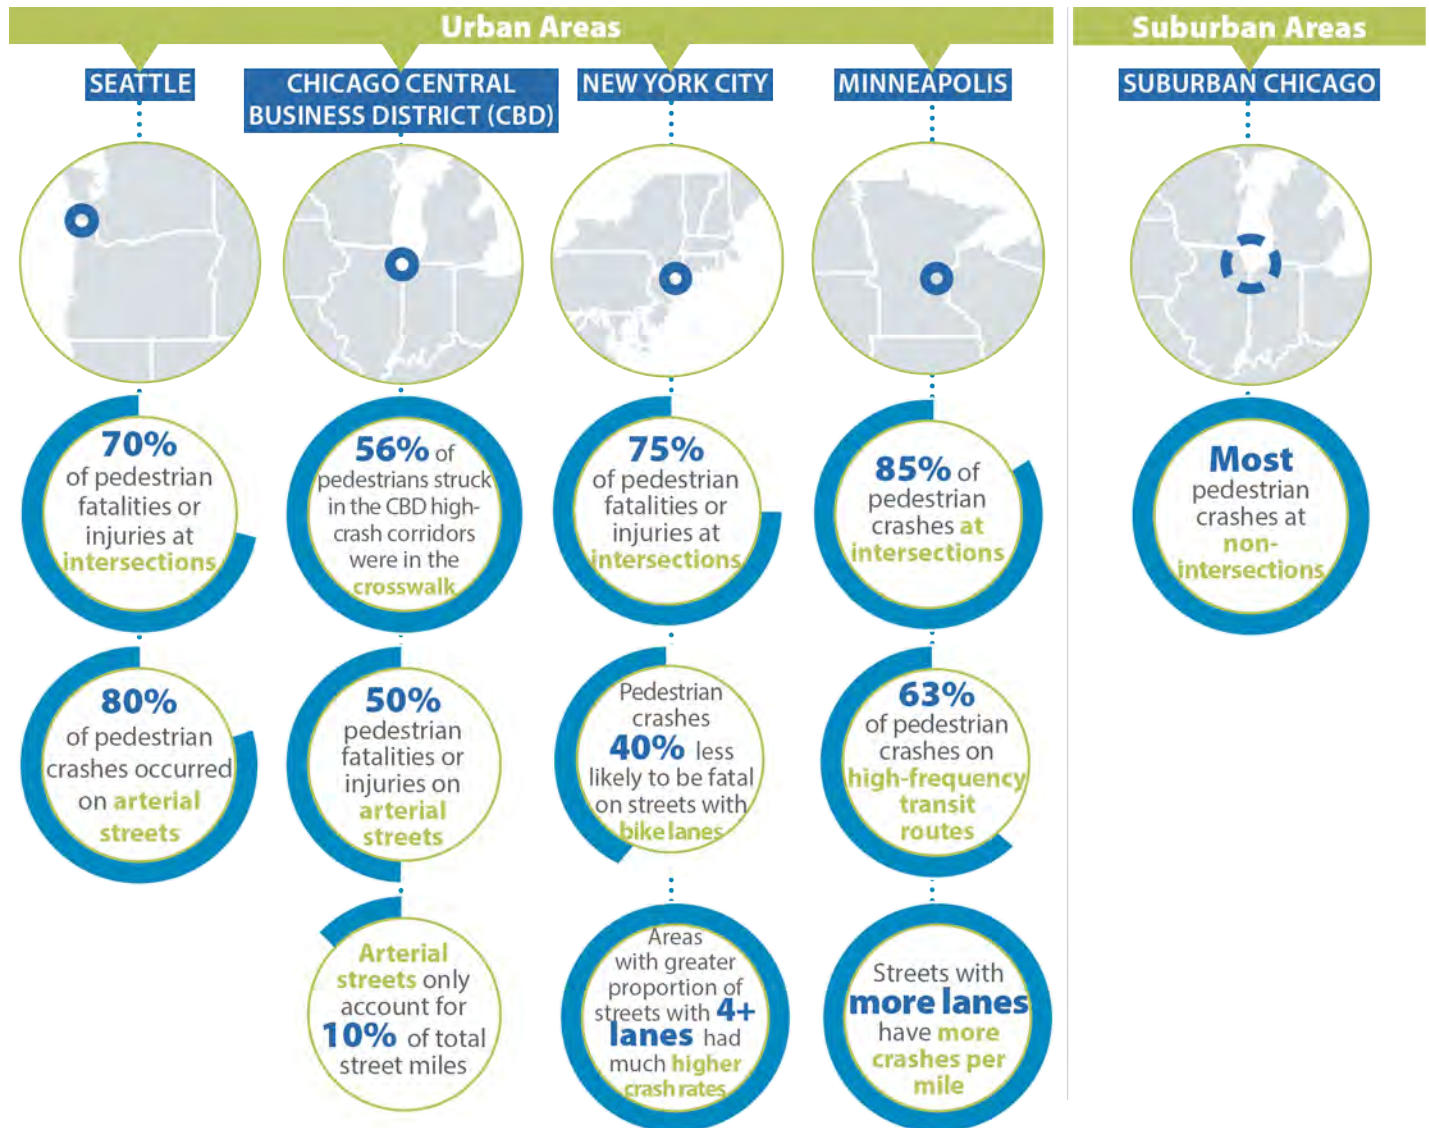 Urban Areas
Suburban Areas
SEATTLE
CHICAGO CENTRAL
BUSINESS DISTRICT (CBD)
NEW YORK CITY
MINNEAPOLIS
SUBURBAN CHICAGO
70%
of pedestrian
fatalities or
injuries at
intersections
56% of
pedestrians struck
in the CBD high-
crash corridors
were in the
crosswalk
75%
of pedestrian
fatalities or
injuries at
intersections
85% of
pedestrian
crashes at
intersections
Most
pedestrian
crashes at
non-
intersections
80%
of pedestrian
crashes occurred
on arterial
streets
50%
pedestrian
fatalities or
injuries on
arterial
streets
Pedestrian
crashes
40% less
likely to be fatal
on streets with
bike lanes
63%
of pedestrian
crashes on
high-frequency
transit
routes
Arterial
streets only
account for
10% of total
street miles
Areas
with greater
proportion of
streets with 4+
lanes had
much higher
crash rates
Streets with
more lanes
have more
crashes per
mile